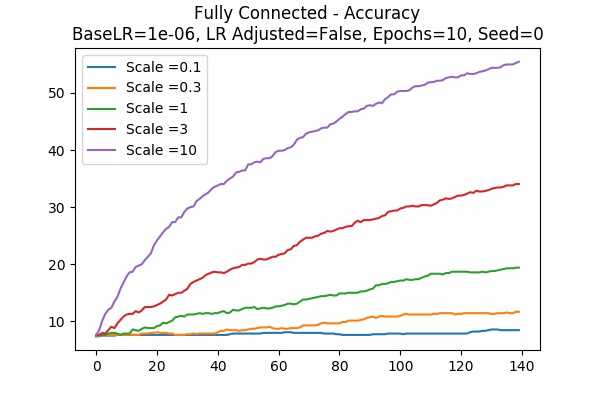 Fully Connected - Accuracy
BaseLR=1e-06, LR Adjusted=False, Epochs=10, Seed=0
Scale =0.1
Scale =0.3
Scale =1
Scale =3
Scale =10
50
40
30
20
10
0 20 40 60 80 100 120 140